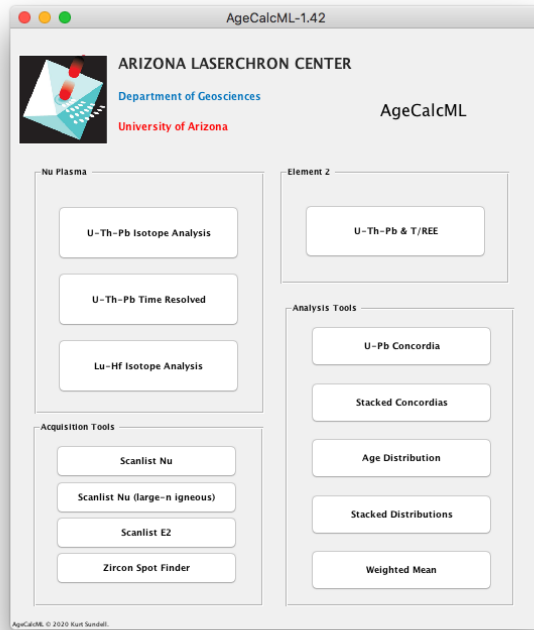 AgeCalcML-1.42
ARIZONA LASERCHRON CENTER
Department of Geosciences
University of Arizona
AgeCalcML
Nu Plasma
U-Th-Pb Isotope Analysis
U-Th-Pb Time Resolved
Lu-Hf Isotope Analysis
Element 2
U-Th-Pb & T/REE
Acquisition Tools
Scanlist Nu
Scanlist Nu (large-n igneous)
Scanlist E2
Zircon Spot Finder
Analysis Tools
U-Pb Concordia
Stacked Concordias
Age Distribution
Stacked Distributions
Weighted Mean
AgeCalcML © 2020 Kurt Sundell.